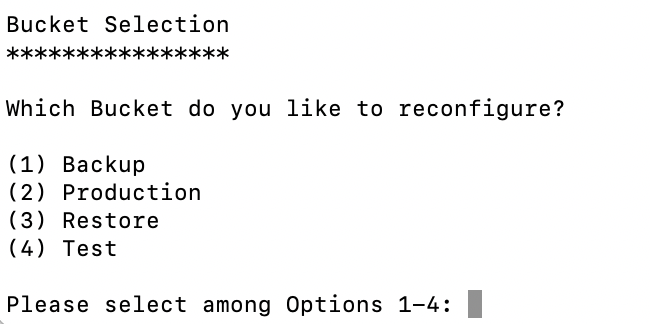 Bucket Selection
****************
Which Bucket do you like to reconfigure?
(1) Backup
(2) Production
(3) Restore
(4) Test
Please select among Options 1-4: